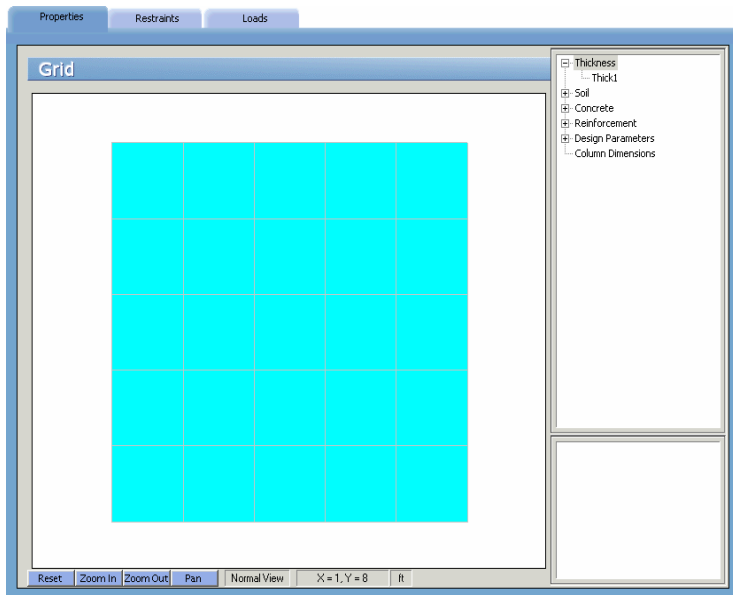 Properties Restraints Loads
Grid
Thickness
Thick1
Soil
Concrete
Reinforcement
Design Parameters
Column Dimensions
Reset Zoom In Zoom Out Pan Normal View X = 1, Y = 8 ft